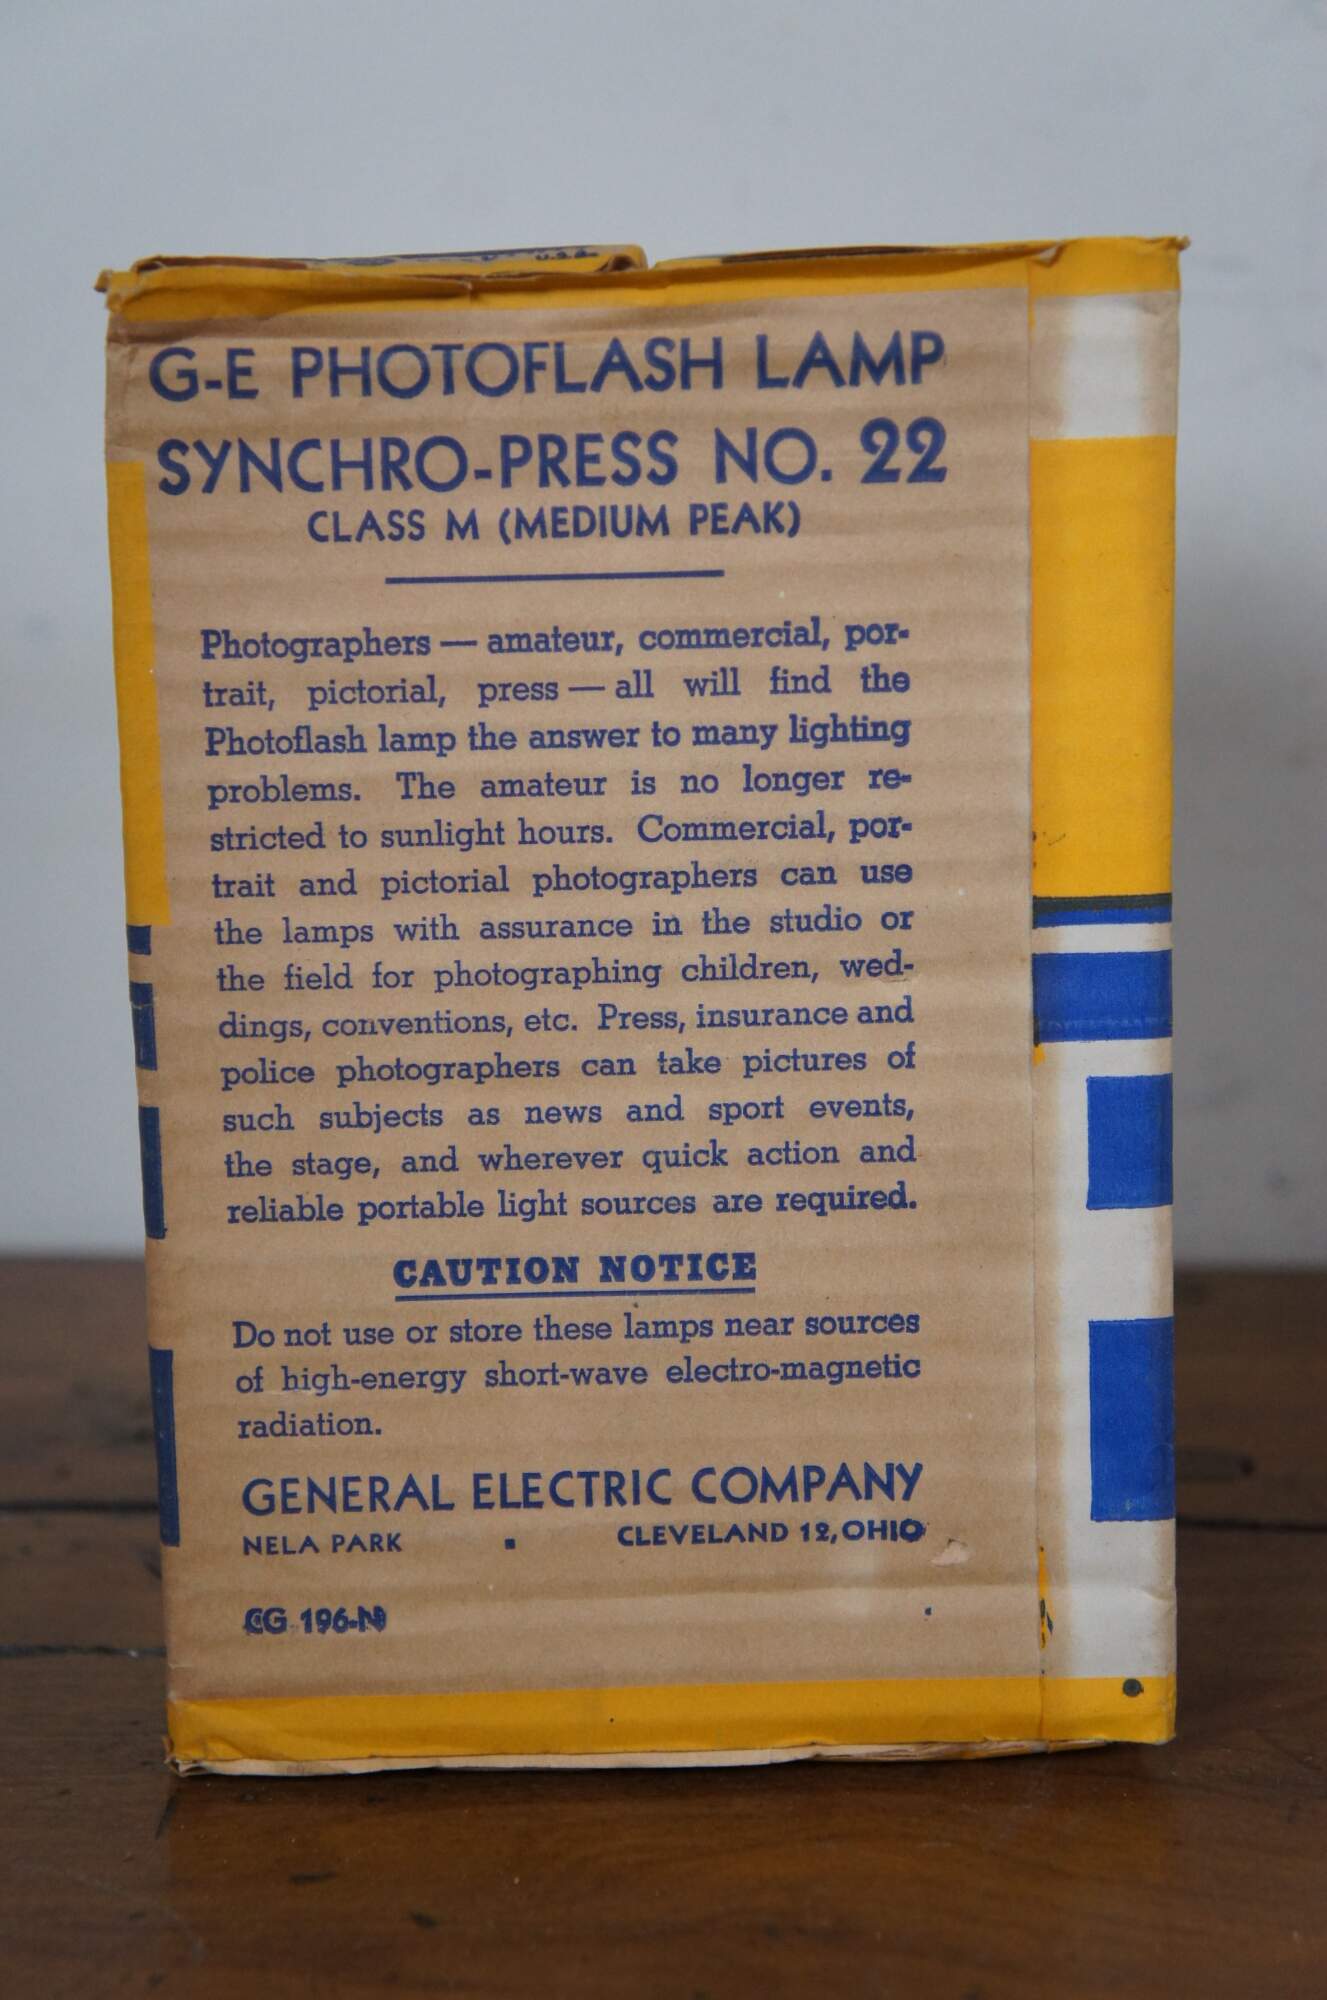 U.S.A.
G-E PHOTOFLASH LAMP
SYNCHRO-PRESS NO. 22
CLASS M (MEDIUM PEAK)
Photographers — amateur, commercial, por-
trait, pictorial, press — all will find the
Photoflash lamp the answer to many lighting
problems. The amateur is no longer re-
stricted to sunlight hours. Commercial, por-
trait and pictorial photographers can use
the lamps with assurance in the studio or
the field for photographing children, wed-
dings, conventions, etc. Press, insurance and
police photographers can take pictures of
such subjects as news and sport events,
the stage, and wherever quick action and
reliable portable light sources are required.
CAUTION NOTICE
Do not use or store these lamps near sources
of high-energy short-wave electro-magnetic
radiation.
GENERAL ELECTRIC COMPANY
NELA PARK ▪ CLEVELAND 12, OHIO
CG 196-N